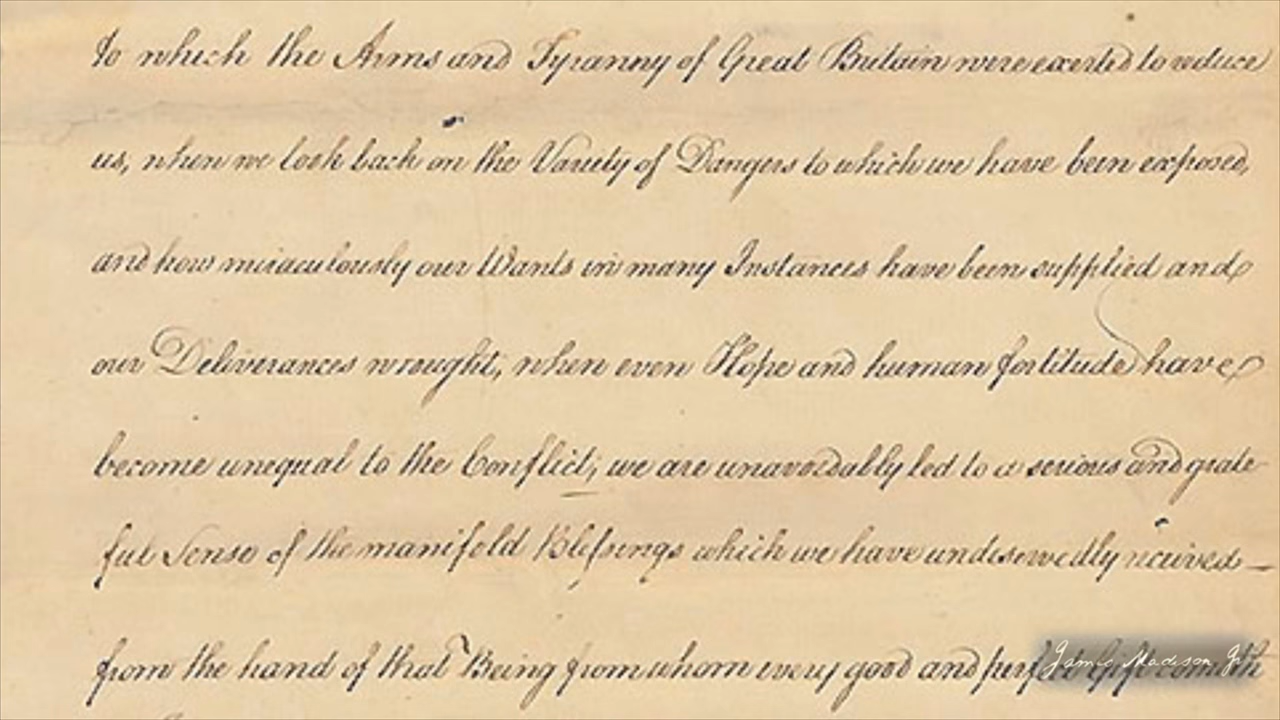 to which the Arms and Tyranny of Great Britain were exerted to reduce
us, when we look back on the Variety of Dangers to which we have been exposed,
and how miraculously our Wants in many Instances have been supplied and
our Deliverances wrought, when even Hope and human fortitude have
become unequal to the Conflict, we are unavoidably led to a serious and grate
ful Sense of the manifold Blessings which we have undeservedly received
from the hand of that Being from whom every good and perfect Gift cometh
James Madison Jr